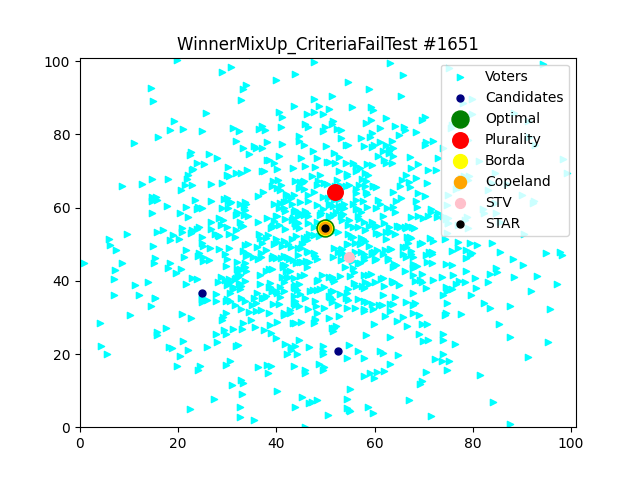 WinnerMixUp_CriteriaFailTest #1651
Voters
Candidates
Optimal
Plurality
Borda
Copeland
STV
STAR
100
80
60
40
20
0
0 20 40 60 80 100